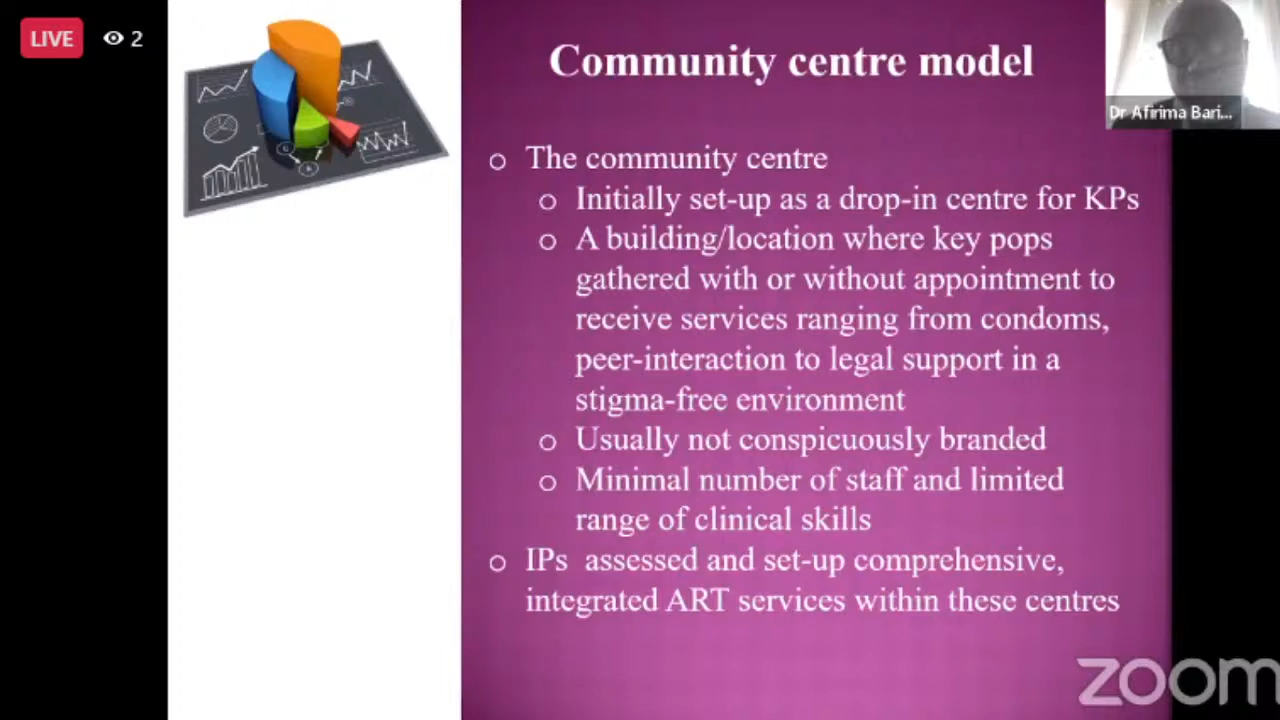 LIVE
2
Community centre model
Dr Afirima Bari...
The community centre
Initially set-up as a drop-in centre for KPs
A building/location where key pops
gathered with or without appointment to
receive services ranging from condoms,
peer-interaction to legal support in a
stigma-free environment
Usually not conspicuously branded
Minimal number of staff and limited
range of clinical skills
IPs assessed and set-up comprehensive,
integrated ART services within these centres
zoom